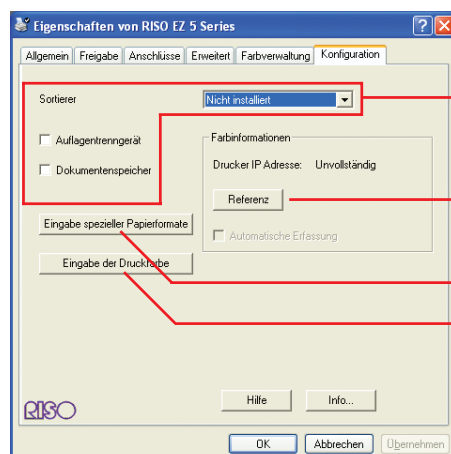 Eigenschaften von RISO EZ 5 Series
Allgemein Freigabe Anschlüsse Erweitert Farbverwaltung Konfiguration
Sortierer Nicht installiert
Auflagentrenngerät
Dokumentenspeicher
Farbinformationen
Drucker IP Adresse: Unvollständig
Referenz
Automatische Erfassung
Eingabe spezieller Papierformate
Eingabe der Druckfarbe
RISO
Hilfe Info...
OK Abbrechen Übernehmen